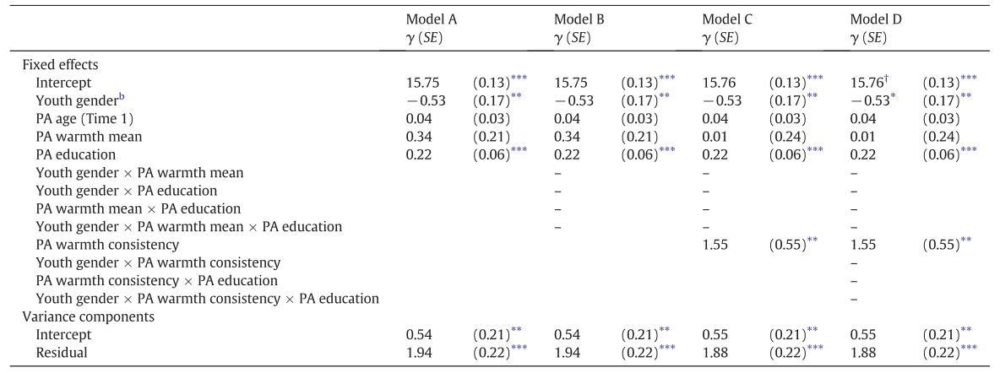 Model A Model B Model C Model D
γ (SE) γ (SE) γ (SE) γ (SE)
Fixed effects
Intercept 15.75 (0.13)*** 15.75 (0.13)*** 15.76 (0.13)*** 15.76† (0.13)***
Youth genderb −0.53 (0.17)** −0.53 (0.17)** −0.53 (0.17)** −0.53* (0.17)**
PA age (Time 1) 0.04 (0.03) 0.04 (0.03) 0.04 (0.03) 0.04 (0.03)
PA warmth mean 0.34 (0.21) 0.34 (0.21) 0.01 (0.24) 0.01 (0.24)
PA education 0.22 (0.06)*** 0.22 (0.06)*** 0.22 (0.06)*** 0.22 (0.06)***
Youth gender × PA warmth mean – – –
Youth gender × PA education – – –
PA warmth mean × PA education – – –
Youth gender × PA warmth mean × PA education – – –
PA warmth consistency 1.55 (0.55)** 1.55 (0.55)**
Youth gender × PA warmth consistency –
PA warmth consistency × PA education –
Youth gender × PA warmth consistency × PA education –
Variance components
Intercept 0.54 (0.21)** 0.54 (0.21)** 0.55 (0.21)** 0.55 (0.21)**
Residual 1.94 (0.22)*** 1.94 (0.22)*** 1.88 (0.22)*** 1.88 (0.22)***